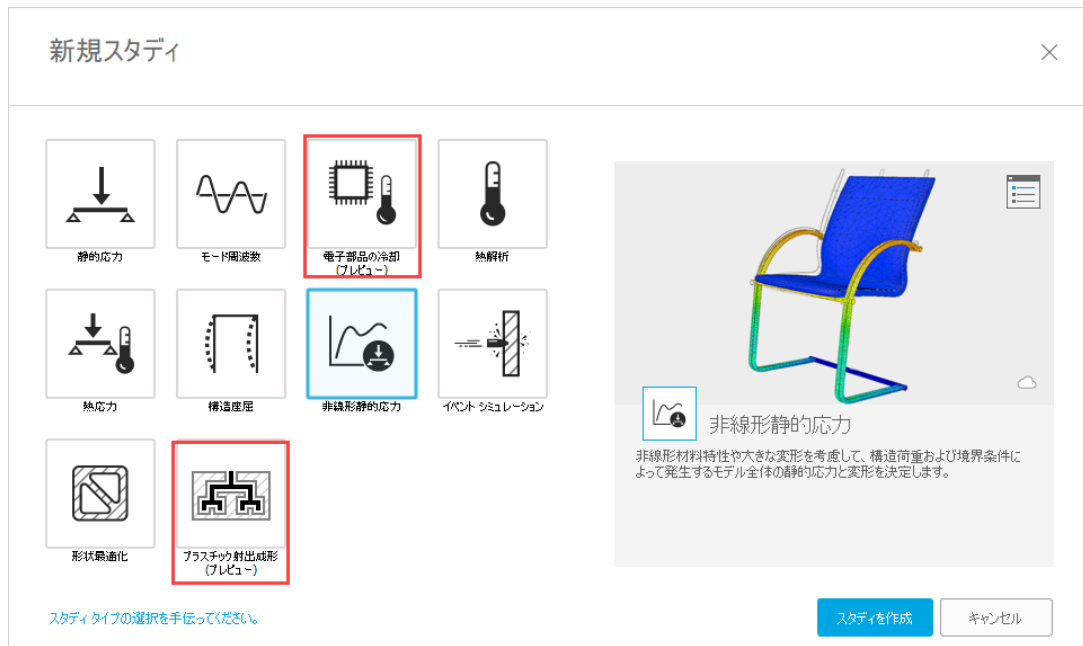 新規スタディ
静的応力
モード周波数
電子部品の冷却
(プレビュー)
熱解析
熱応力
構造座屈
非線形静的応力
イベント シミュレーション
形状最適化
プラスチック射出成形
(プレビュー)
非線形静的応力
非線形材料特性や大きな変形を考慮して、構造荷重および境界条件に
よって発生するモデル全体の静的応力と変形を決定します。
スタディ タイプの選択を手伝ってください。
スタディを作成
キャンセル